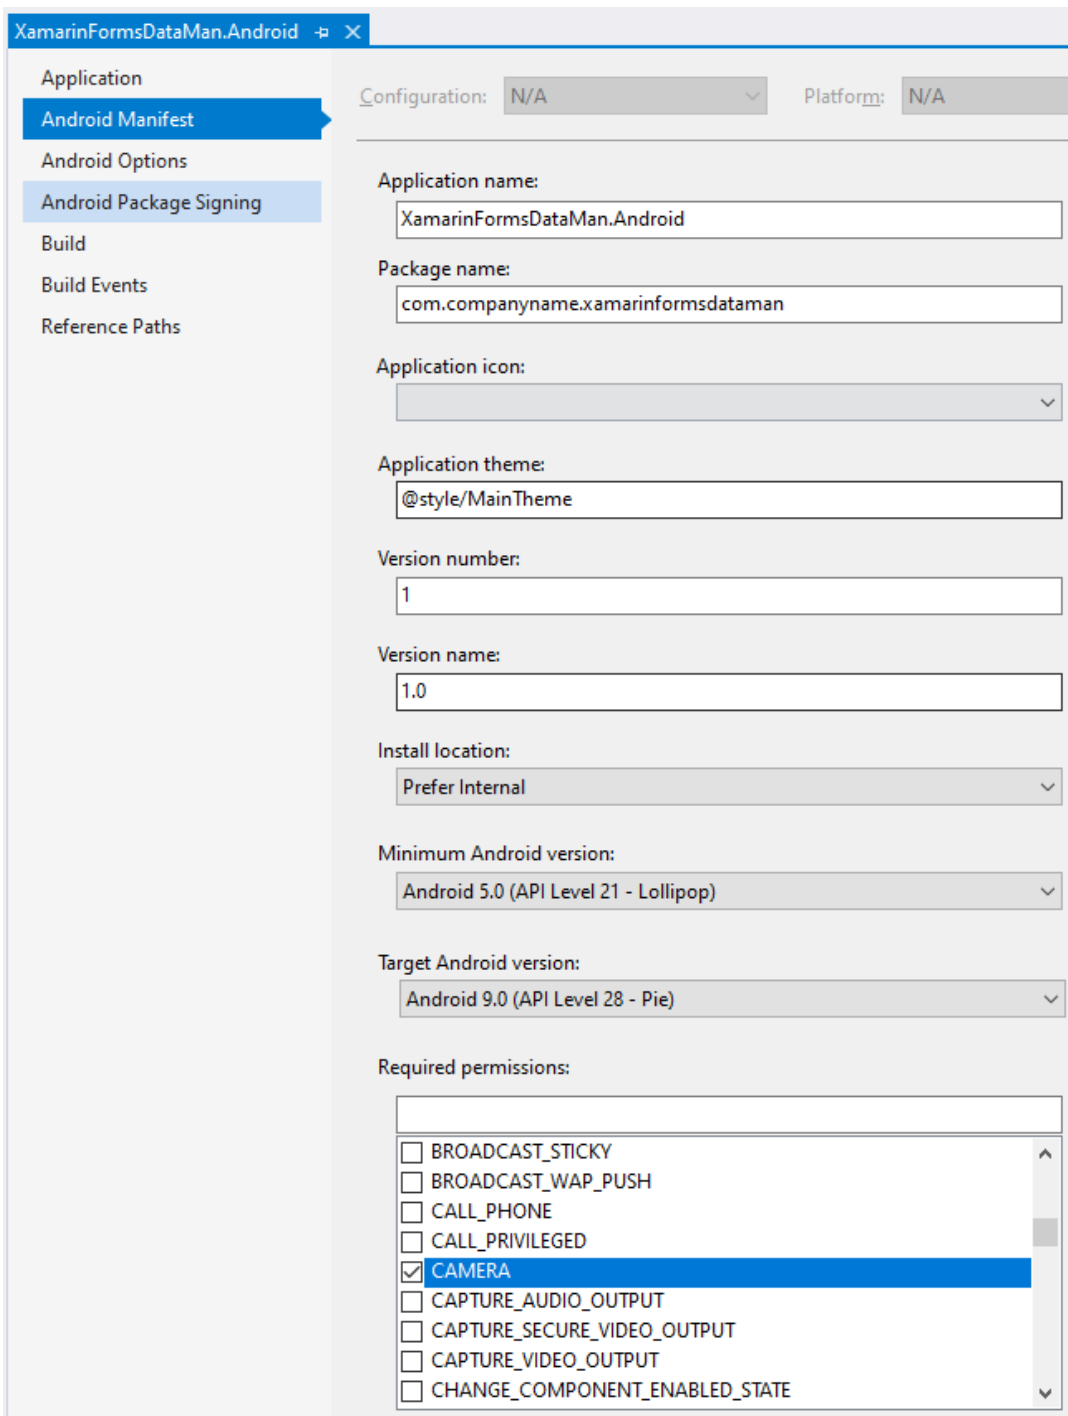 XamarinFormsDataMan.Android
Application
Android Manifest
Android Options
Android Package Signing
Build
Build Events
Reference Paths
Configuration: N/A Platform: N/A
Application name:
XamarinFormsDataMan.Android
Package name:
com.companyname.xamarinformsdataman
Application icon:
Application theme:
@style/MainTheme
Version number:
1
Version name:
1.0
Install location:
Prefer Internal
Minimum Android version:
Android 5.0 (API Level 21 - Lollipop)
Target Android version:
Android 9.0 (API Level 28 - Pie)
Required permissions:
BROADCAST_STICKY
BROADCAST_WAP_PUSH
CALL_PHONE
CALL_PRIVILEGED
CAMERA
CAPTURE_AUDIO_OUTPUT
CAPTURE_SECURE_VIDEO_OUTPUT
CAPTURE_VIDEO_OUTPUT
CHANGE_COMPONENT_ENABLED_STATE